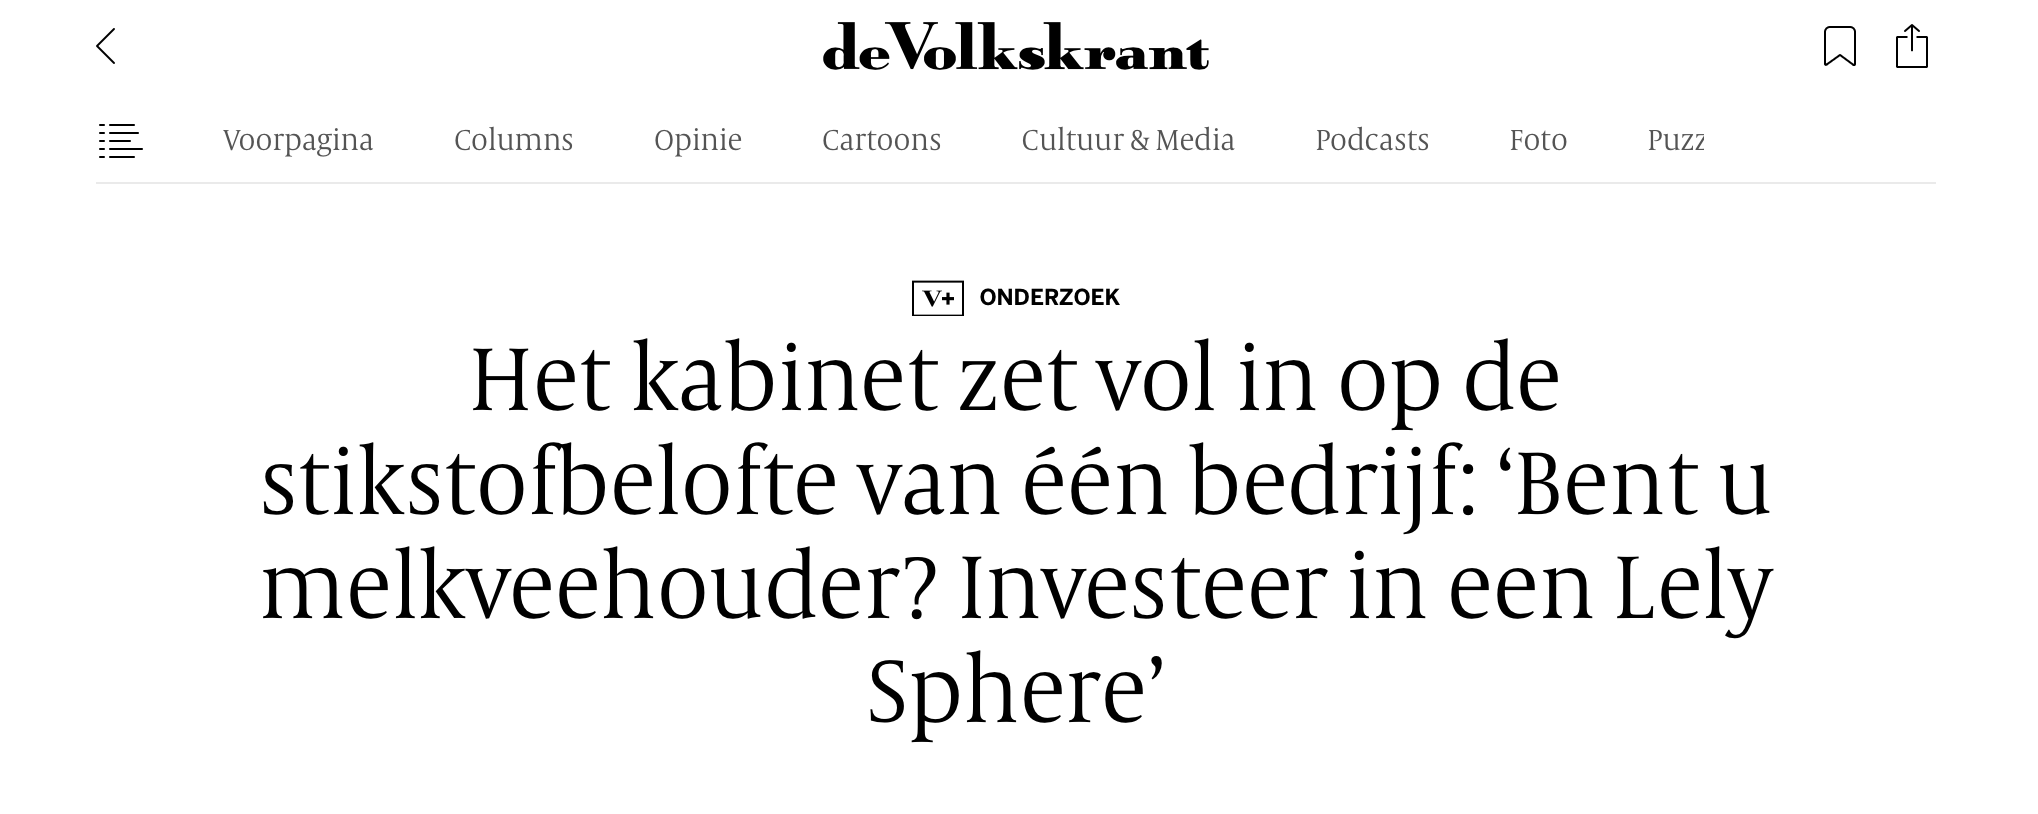 deVolkskrant
Voorpagina Columns Opinie Cartoons Cultuur & Media Podcasts Foto Puzz
V+ ONDERZOEK
Het kabinet zet vol in op de
stikstofbelofte van één bedrijf: ‘Bent u
melkveehouder? Investeer in een Lely
Sphere’